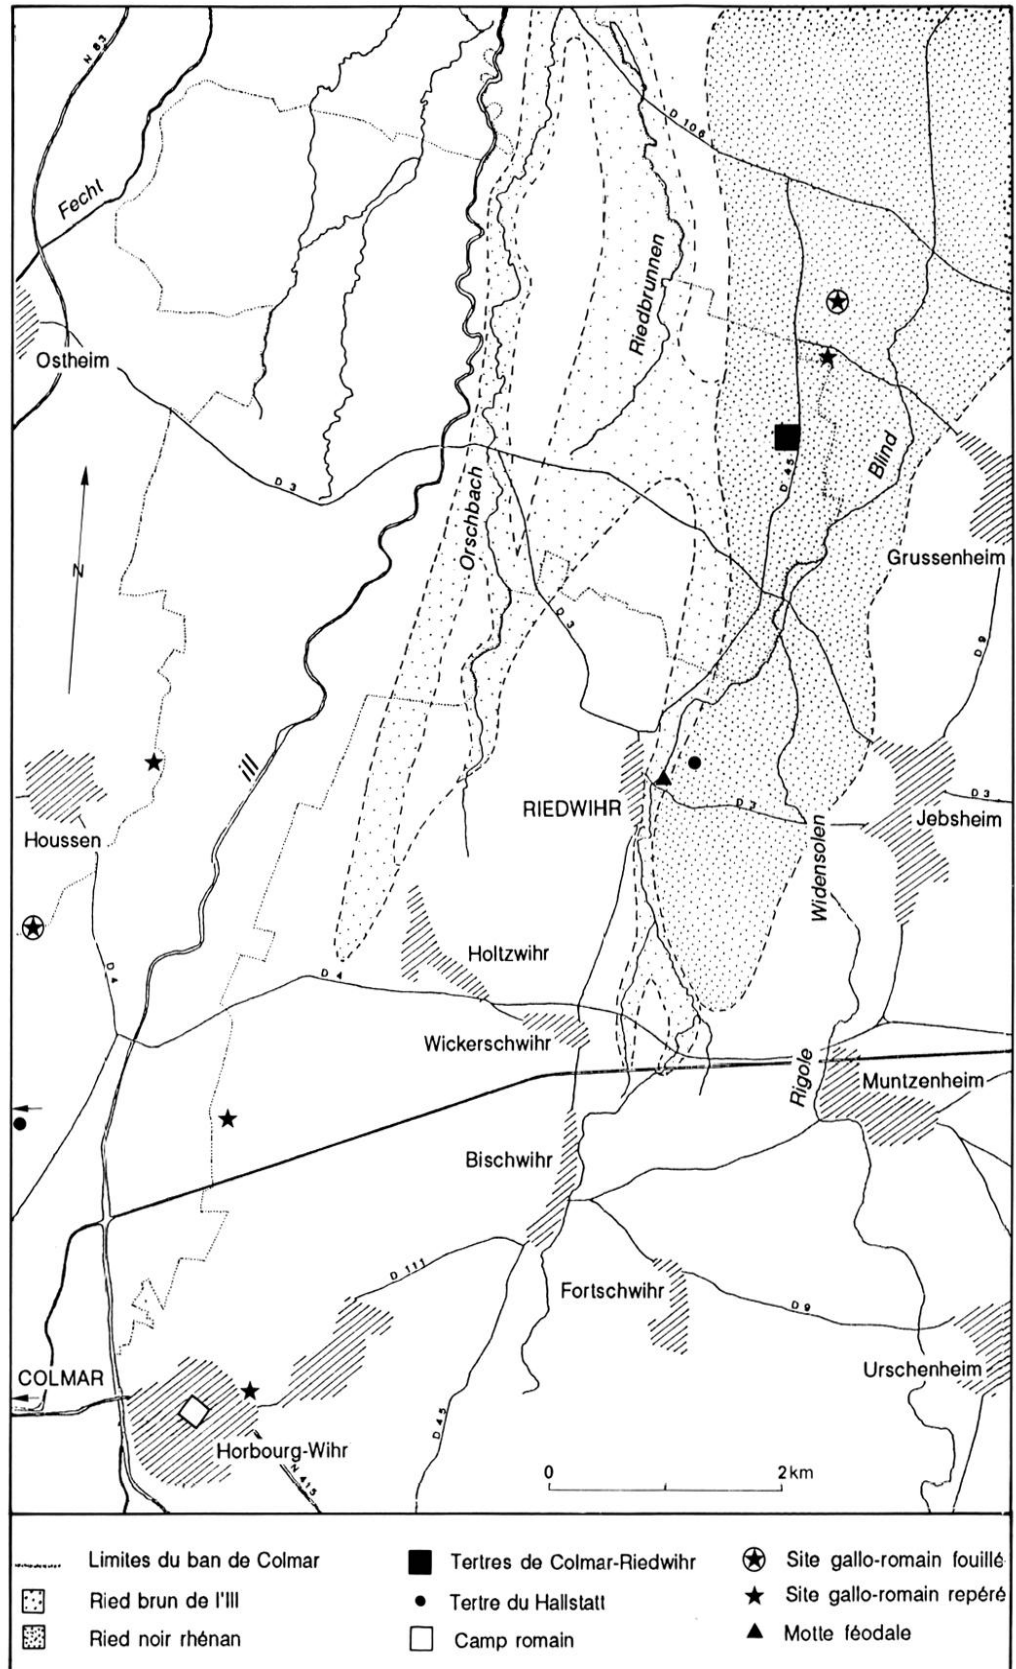 N 83
Fecht
D 106
Riedbrunnen
Ostheim
D 3
Orschbach
D 45
Blind
Grussenheim
N
D 3
D 9
Ill
Houssen
RIEDWIHR
D 3
D 3
Jebsheim
Widensolen
Holtzwihr
D 4
D 4
Wickerschwihr
Rigole
Muntzenheim
Bischwihr
D 111
Fortschwihr
D 9
COLMAR
Urschenheim
Horbourg-Wihr
N 415
D 45
0 2 km
Limites du ban de Colmar
Ried brun de l'Ill
Ried noir rhénan
Tertres de Colmar-Riedwihr
Tertre du Hallstatt
Camp romain
Site gallo-romain fouillé
Site gallo-romain repéré
Motte féodale